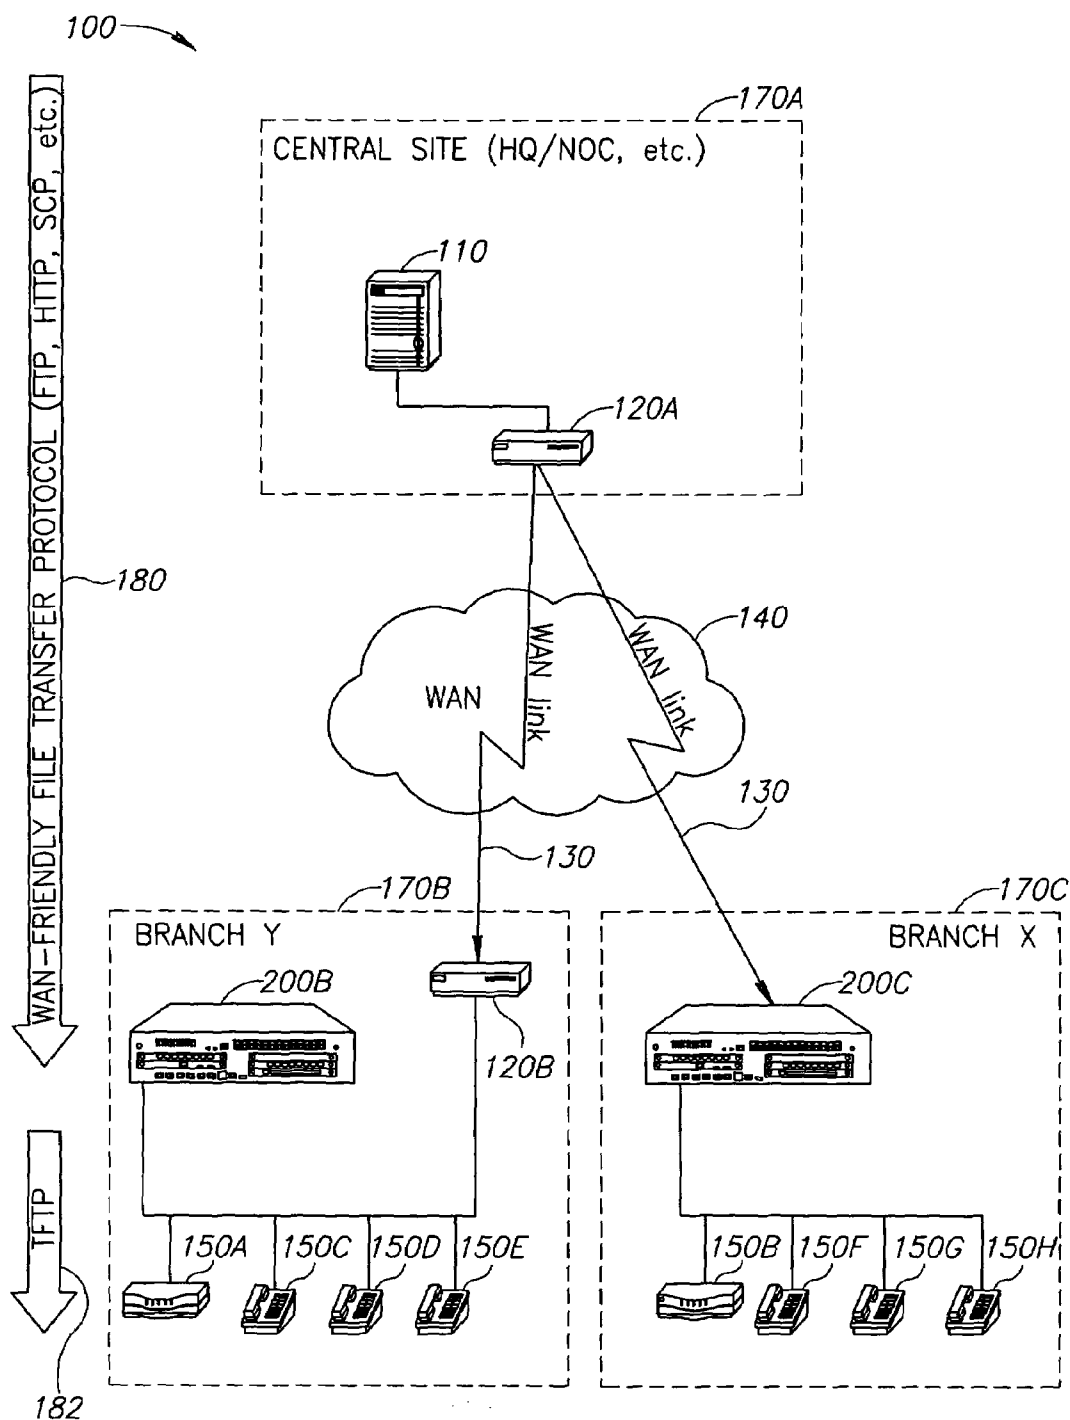 100
170A
CENTRAL SITE (HQ/NOC, etc.)
110
120A
WAN-FRIENDLY FILE TRANSFER PROTOCOL (FTP, HTTP, SCP, etc.)
180
140
WAN
WAN link
WAN link
130
130
170B
170C
BRANCH Y
BRANCH X
200B
200C
120B
TFTP
150A
150C
150D
150E
150B
150F
150G
150H
182